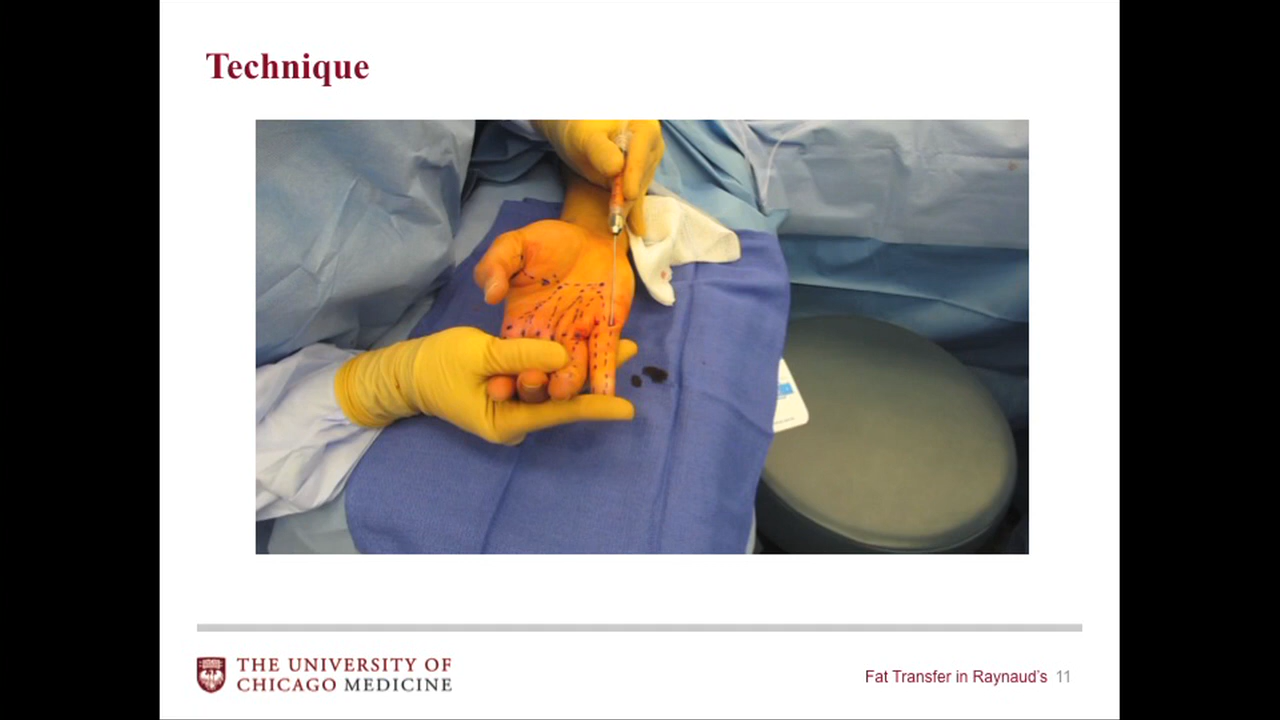 Technique
THE UNIVERSITY OF
CHICAGO MEDICINE
Fat Transfer in Raynaud's 11